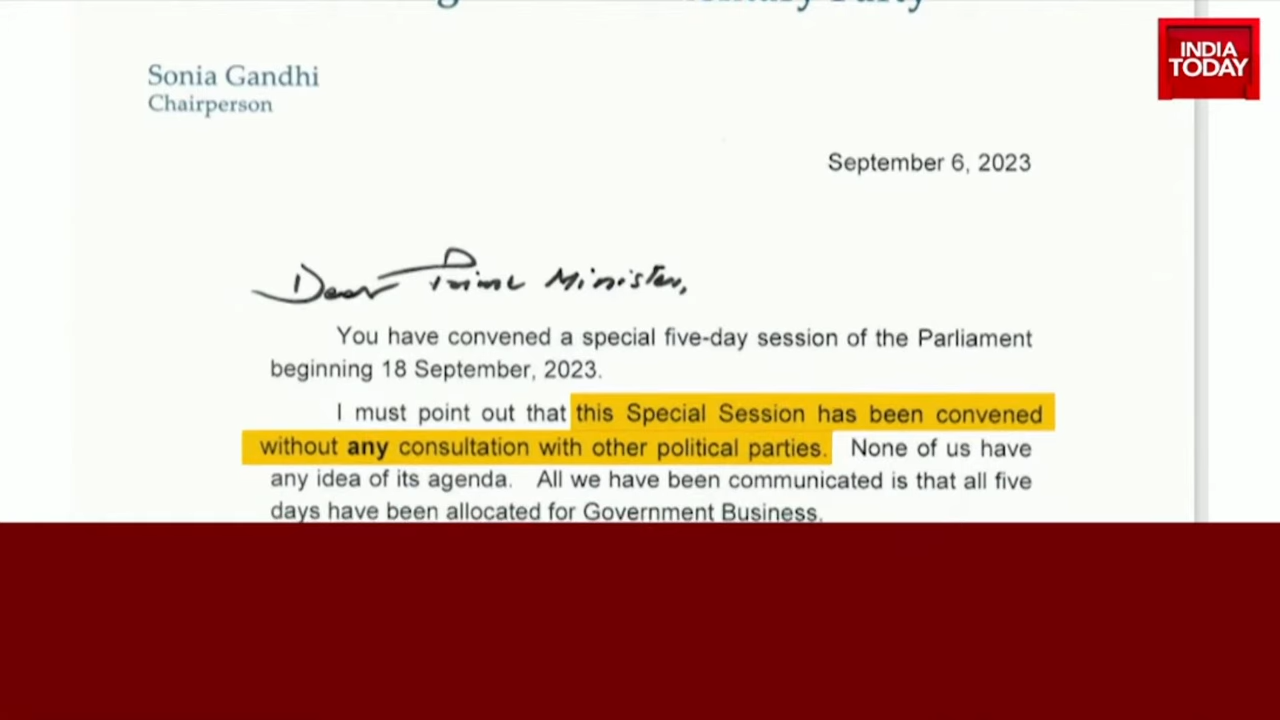 INDIA
TODAY
Sonia Gandhi
Chairperson
September 6, 2023
Dear Prime Minister,
You have convened a special five-day session of the Parliament
beginning 18 September, 2023.
I must point out that this Special Session has been convened
without any consultation with other political parties. None of us have
any idea of its agenda. All we have been communicated is that all five
days have been allocated for Government Business.